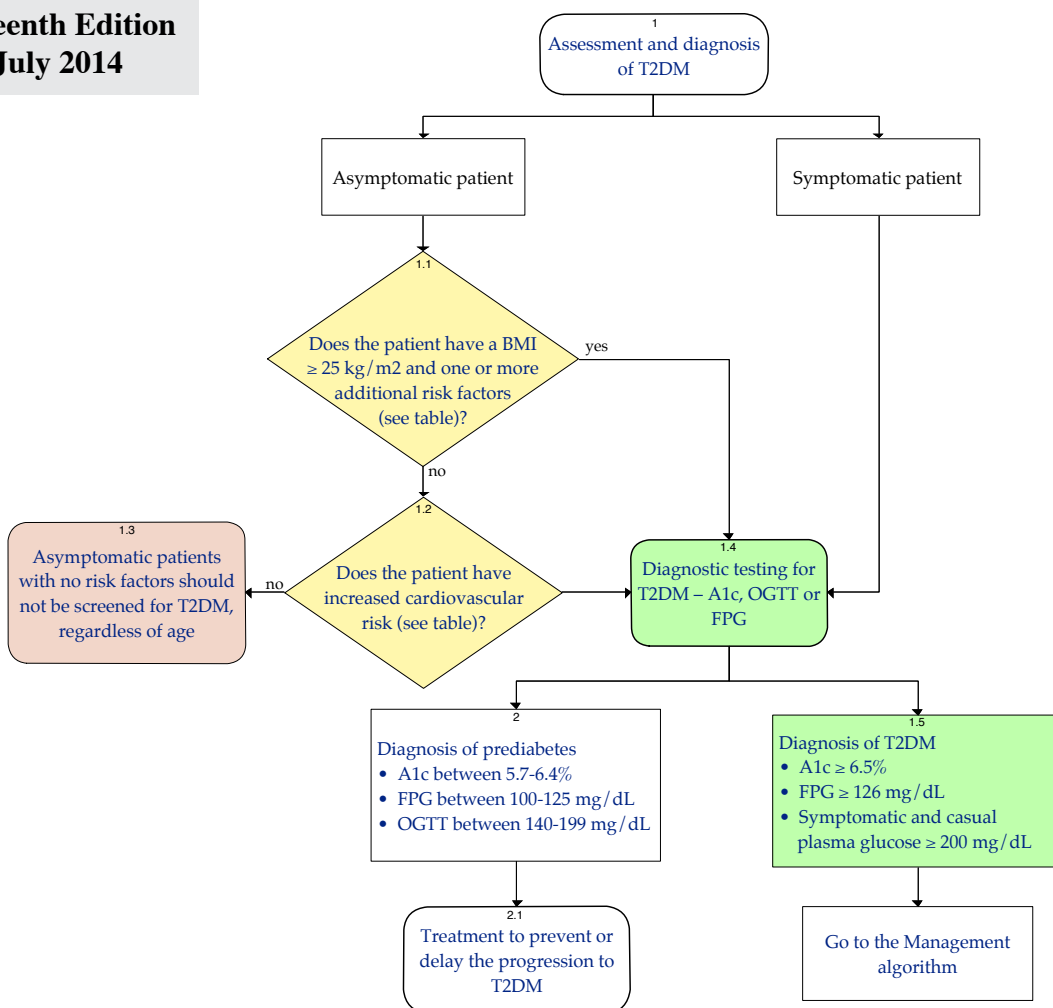 July 2014
1
Assessment and diagnosis
of T2DM
Asymptomatic patient
Symptomatic patient
1.1
Does the patient have a BMI
≥ 25 kg/m2 and one or more
additional risk factors
(see table)?
yes
no
1.2
Does the patient have
increased cardiovascular
risk (see table)?
no
1.3
Asymptomatic patients
with no risk factors should
not be screened for T2DM,
regardless of age
1.4
Diagnostic testing for
T2DM – A1c, OGTT or
FPG
2
Diagnosis of prediabetes
• A1c between 5.7-6.4%
• FPG between 100-125 mg/dL
• OGTT between 140-199 mg/dL
1.5
Diagnosis of T2DM
• A1c ≥ 6.5%
• FPG ≥ 126 mg/dL
• Symptomatic and casual
plasma glucose ≥ 200 mg/dL
2.1
Treatment to prevent or
delay the progression to
T2DM
Go to the Management
algorithm